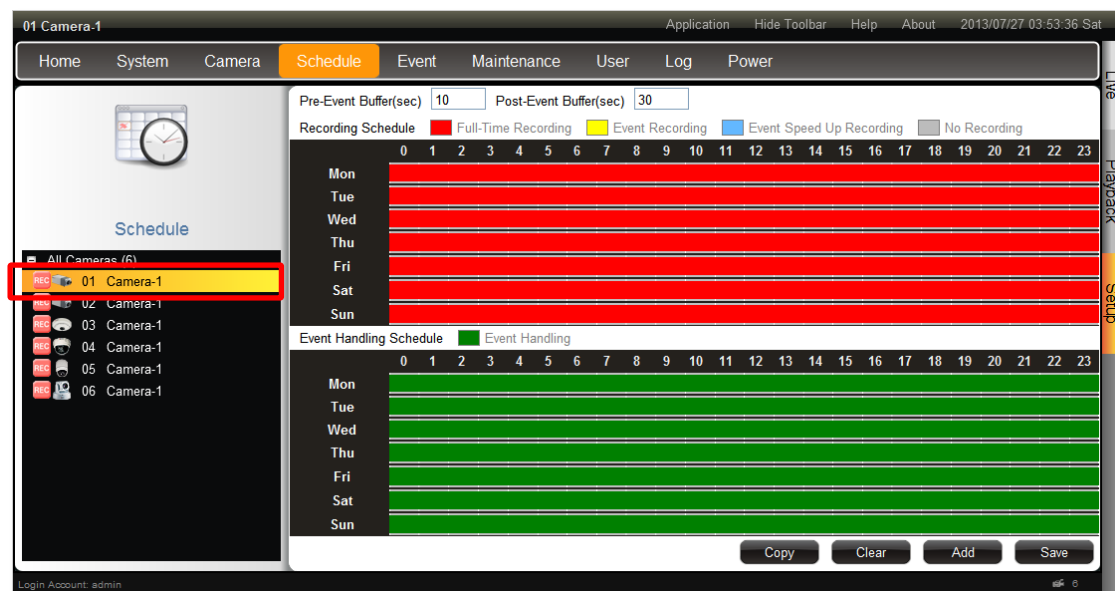 01 Camera-1 Application Hide Toolbar Help About 2013/07/27 03:53:36 Sat
Home System Camera Schedule Event Maintenance User Log Power
Live
Playback
Setup
Schedule
All Cameras (6)
REC 01 Camera-1
REC 02 Camera-1
REC 03 Camera-1
REC 04 Camera-1
REC 05 Camera-1
REC 06 Camera-1
Pre-Event Buffer(sec) 10 Post-Event Buffer(sec) 30
Recording Schedule Full-Time Recording Event Recording Event Speed Up Recording No Recording
0 1 2 3 4 5 6 7 8 9 10 11 12 13 14 15 16 17 18 19 20 21 22 23
Mon
Tue
Wed
Thu
Fri
Sat
Sun
Event Handling Schedule Event Handling
0 1 2 3 4 5 6 7 8 9 10 11 12 13 14 15 16 17 18 19 20 21 22 23
Mon
Tue
Wed
Thu
Fri
Sat
Sun
Copy Clear Add Save
Login Account: admin 6